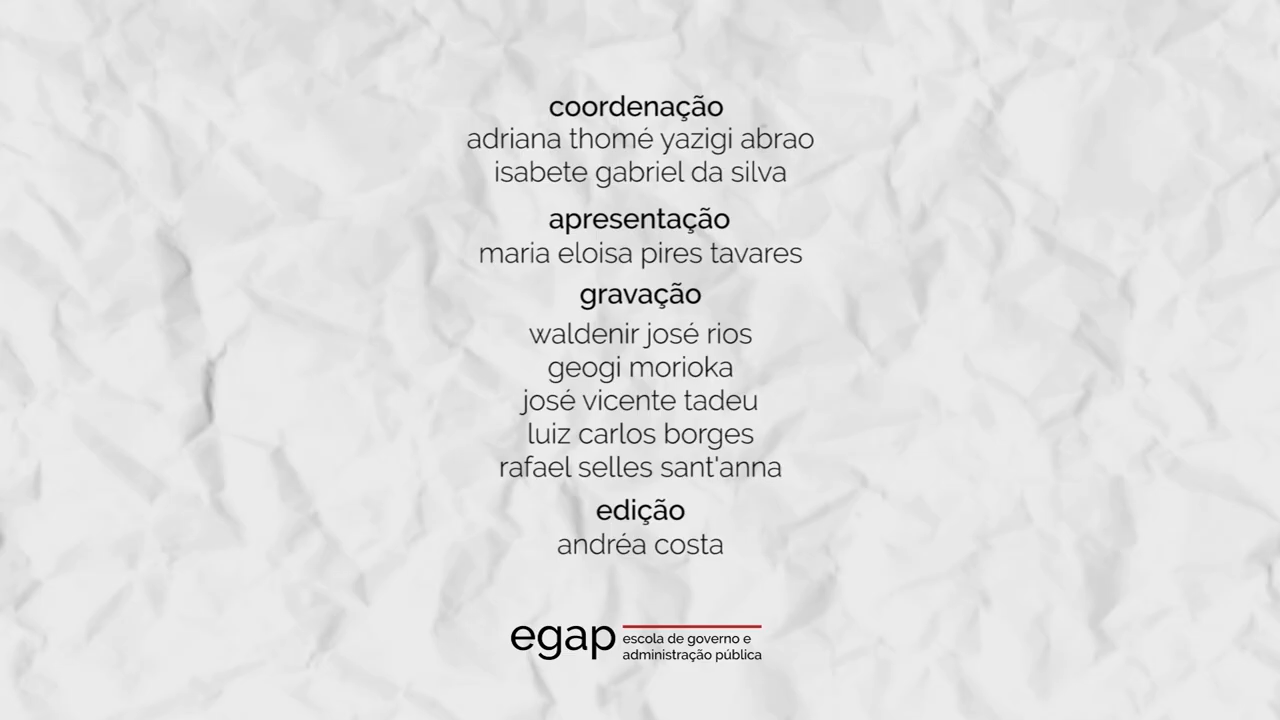 coordenação
adriana thomé yazigi abrao
isabete gabriel da silva
apresentação
maria eloisa pires tavares
gravação
waldenir josé rios
geogi morioka
josé vicente tadeu
luiz carlos borges
rafael selles sant'anna
edição
andréa costa
egap
escola de governo e
administração pública